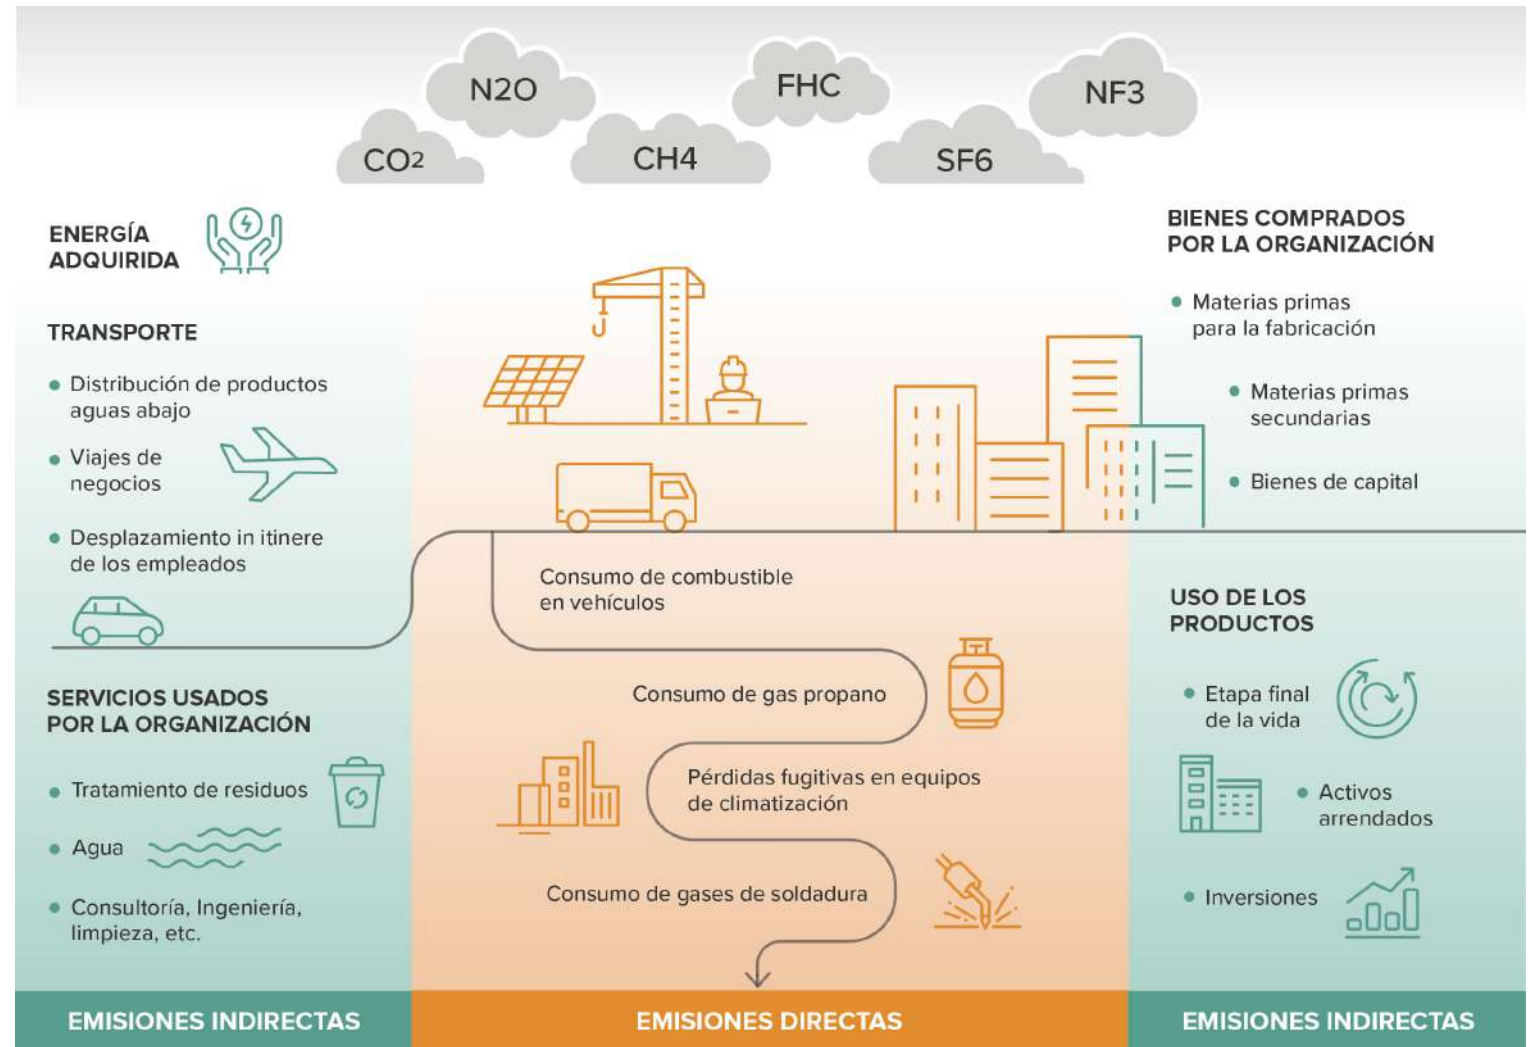 N2O
FHC
NF3
CO2
CH4
SF6
ENERGÍA
ADQUIRIDA
TRANSPORTE
• Distribución de productos
aguas abajo
• Viajes de
negocios
• Desplazamiento in itinere
de los empleados
SERVICIOS USADOS
POR LA ORGANIZACIÓN
• Tratamiento de residuos
• Agua
• Consultoría, Ingeniería,
limpieza, etc.
EMISIONES INDIRECTAS
Consumo de combustible
en vehículos
Consumo de gas propano
Pérdidas fugitivas en equipos
de climatización
Consumo de gases de soldadura
EMISIONES DIRECTAS
BIENES COMPRADOS
POR LA ORGANIZACIÓN
• Materias primas
para la fabricación
• Materias primas
secundarias
• Bienes de capital
USO DE LOS
PRODUCTOS
• Etapa final
de la vida
• Activos
arrendados
• Inversiones
EMISIONES INDIRECTAS